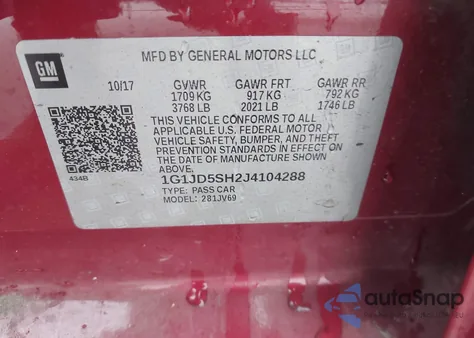 GM
MFD BY GENERAL MOTORS LLC
10/17 GVWR GAWR FRT GAWR RR
1709 KG 917 KG 792 KG
3768 LB 2021 LB 1746 LB
THIS VEHICLE CONFORMS TO ALL
APPLICABLE U.S. FEDERAL MOTOR
VEHICLE SAFETY, BUMPER, AND THEFT
PREVENTION STANDARDS IN EFFECT ON
THE DATE OF MANUFACTURE SHOWN
ABOVE.
434B
1G1JD5SH2J4104288
TYPE: PASS CAR
MODEL: 281JV69
autoSnap